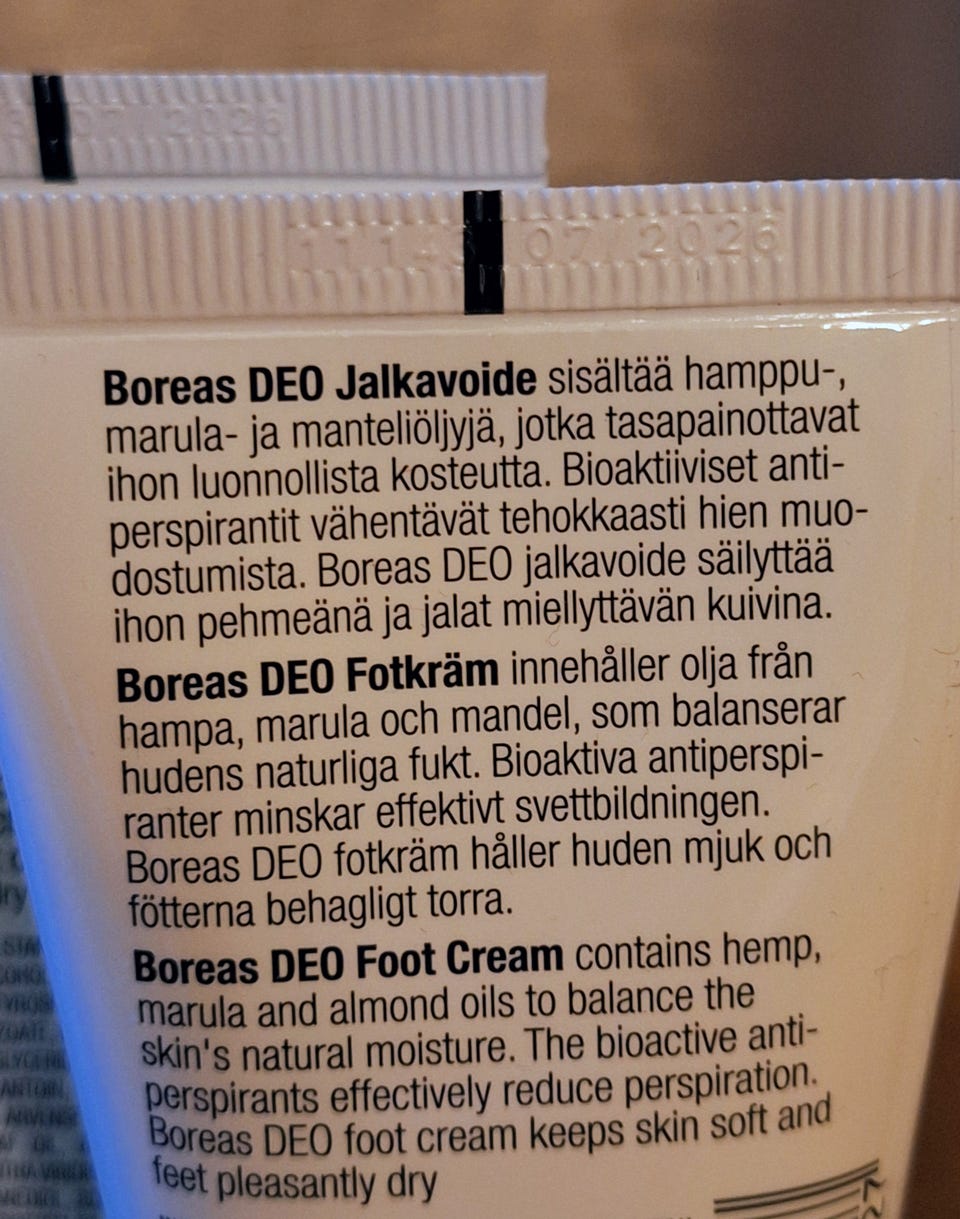 07 2026
1114 07 2026
Boreas DEO Jalkavoide sisältää hamppu-,
marula- ja manteliöljyjä, jotka tasapainottavat
ihon luonnollista kosteutta. Bioaktiiviset anti-
perspirantit vähentävät tehokkaasti hien muo-
dostumista. Boreas DEO jalkavoide säilyttää
ihon pehmeänä ja jalat miellyttävän kuivina.
Boreas DEO Fotkräm innehåller olja från
hampa, marula och mandel, som balanserar
hudens naturliga fukt. Bioaktiva antiperspi-
ranter minskar effektivt svettbildningen.
Boreas DEO fotkräm håller huden mjuk och
fötterna behagligt torra.
Boreas DEO Foot Cream contains hemp,
marula and almond oils to balance the
skin's natural moisture. The bioactive anti-
perspirants effectively reduce perspiration.
Boreas DEO foot cream keeps skin soft and
feet pleasantly dry